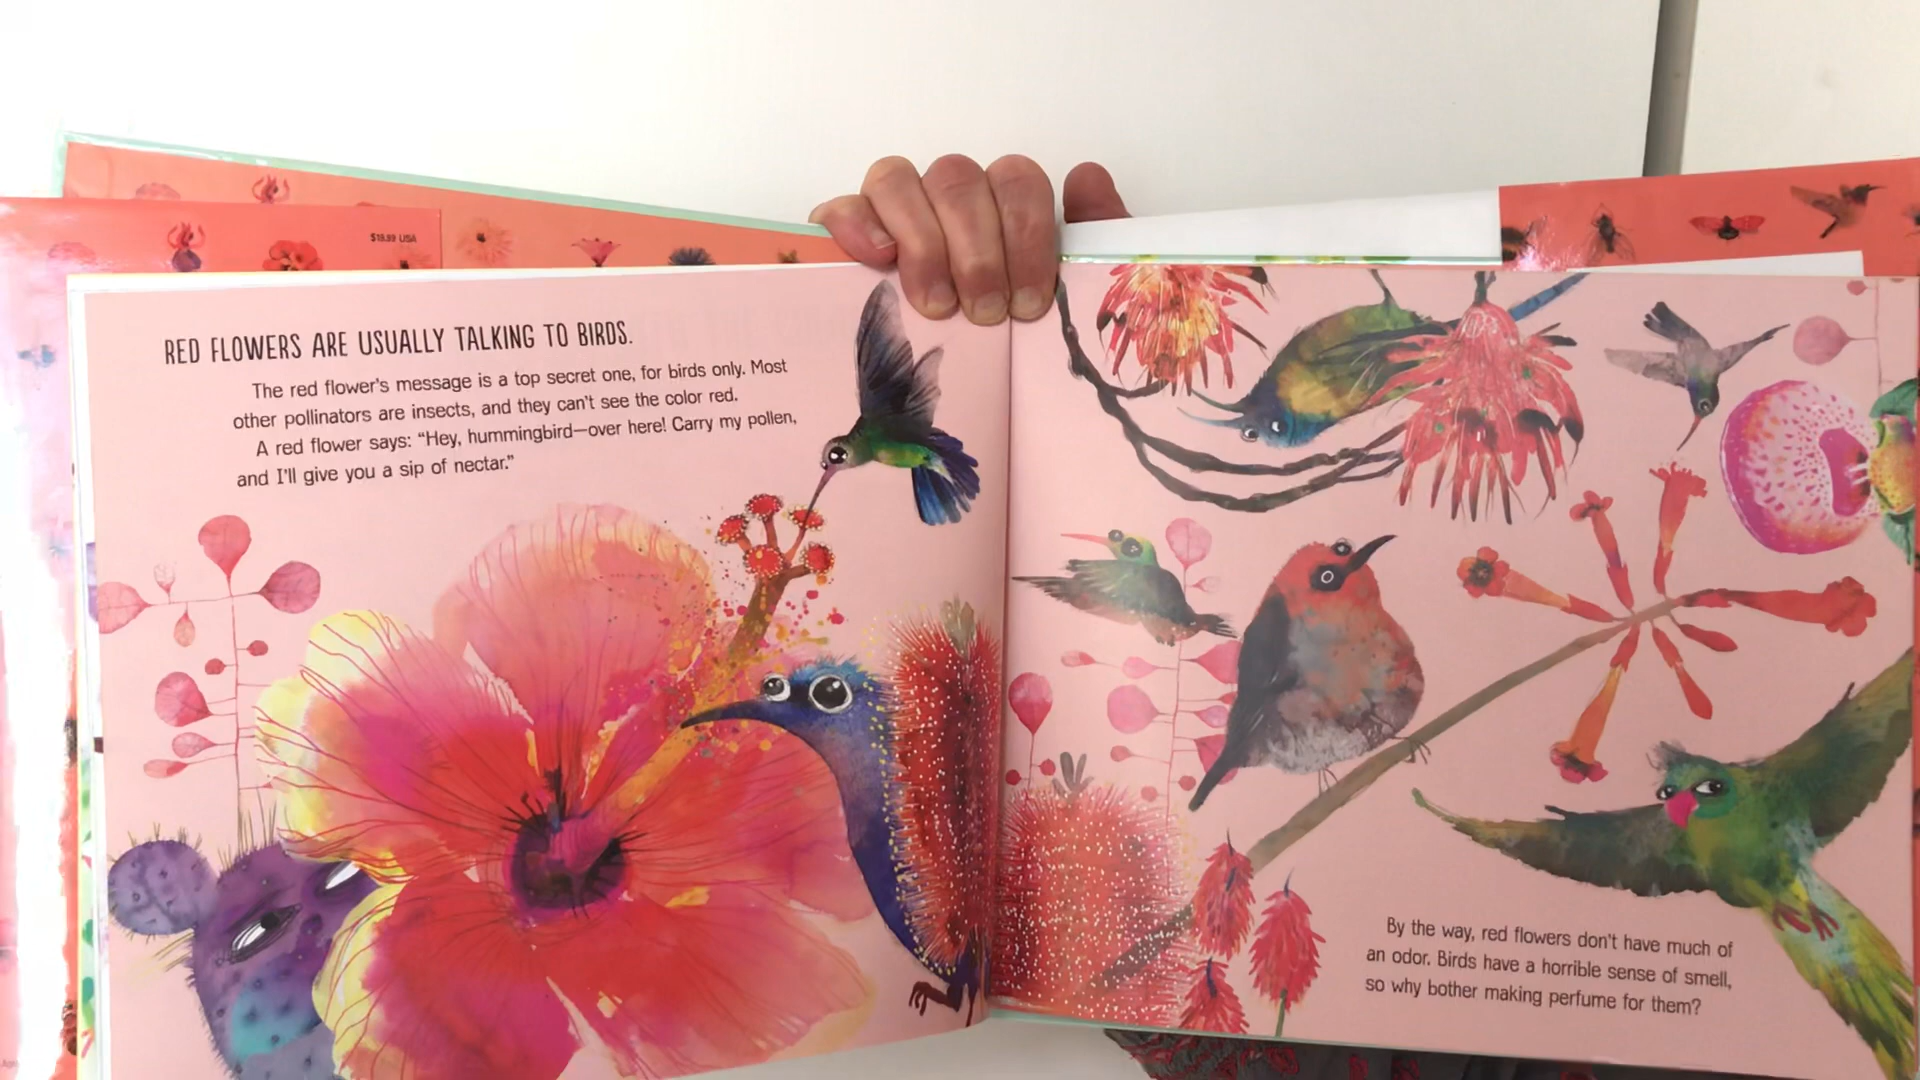 $18.99 USA
RED FLOWERS ARE USUALLY TALKING TO BIRDS.
The red flower's message is a top secret one, for birds only. Most
other pollinators are insects, and they can't see the color red.
A red flower says: “Hey, hummingbird—over here! Carry my pollen,
and I'll give you a sip of nectar.”
By the way, red flowers don't have much of
an odor. Birds have a horrible sense of smell,
so why bother making perfume for them?